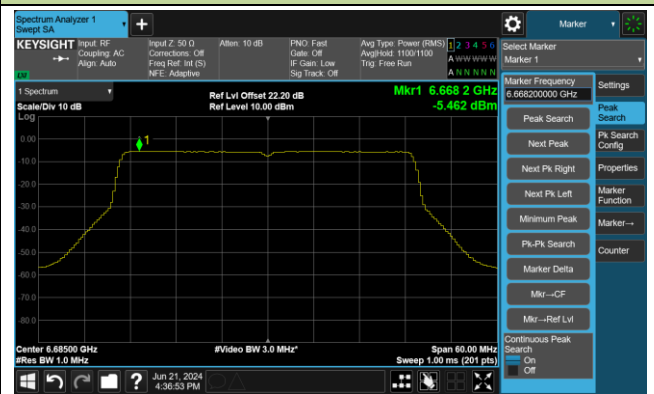 Spectrum Analyzer 1
Swept SA
+
Marker
KEYSIGHT
Input: RF
Coupling: AC
Align: Auto
Input Z: 50 Ω
Corrections: Off
Freq Ref: Int (S)
NFE: Adaptive
Atten: 10 dB
PNO: Fast
Gate: Off
IF Gain: Low
Sig Track: Off
Avg Type: Power (RMS)
Avg|Hold: 1100/1100
Trig: Free Run
1 2 3 4 5 6
A W W W W W
A N N N N N
LXI
1 Spectrum
Scale/Div 10 dB
Log
Ref Lvl Offset 22.20 dB
Ref Level 10.00 dBm
Mkr1 6.668 2 GHz
-5.462 dBm
1
0.00
-10.0
-20.0
-30.0
-40.0
-50.0
-60.0
-70.0
-80.0
Center 6.68500 GHz
#Res BW 1.0 MHz
#Video BW 3.0 MHz*
Span 60.00 MHz
Sweep 1.00 ms (201 pts)
Jun 21, 2024
4:36:53 PM
Select Marker
Marker 1
Marker Frequency
6.668200000 GHz
Peak Search
Next Peak
Next Pk Right
Next Pk Left
Minimum Peak
Pk-Pk Search
Marker Delta
Mkr→CF
Mkr→Ref Lvl
Continuous Peak
Search
On
Off
Settings
Peak
Search
Pk Search
Config
Properties
Marker
Function
Marker→
Counter